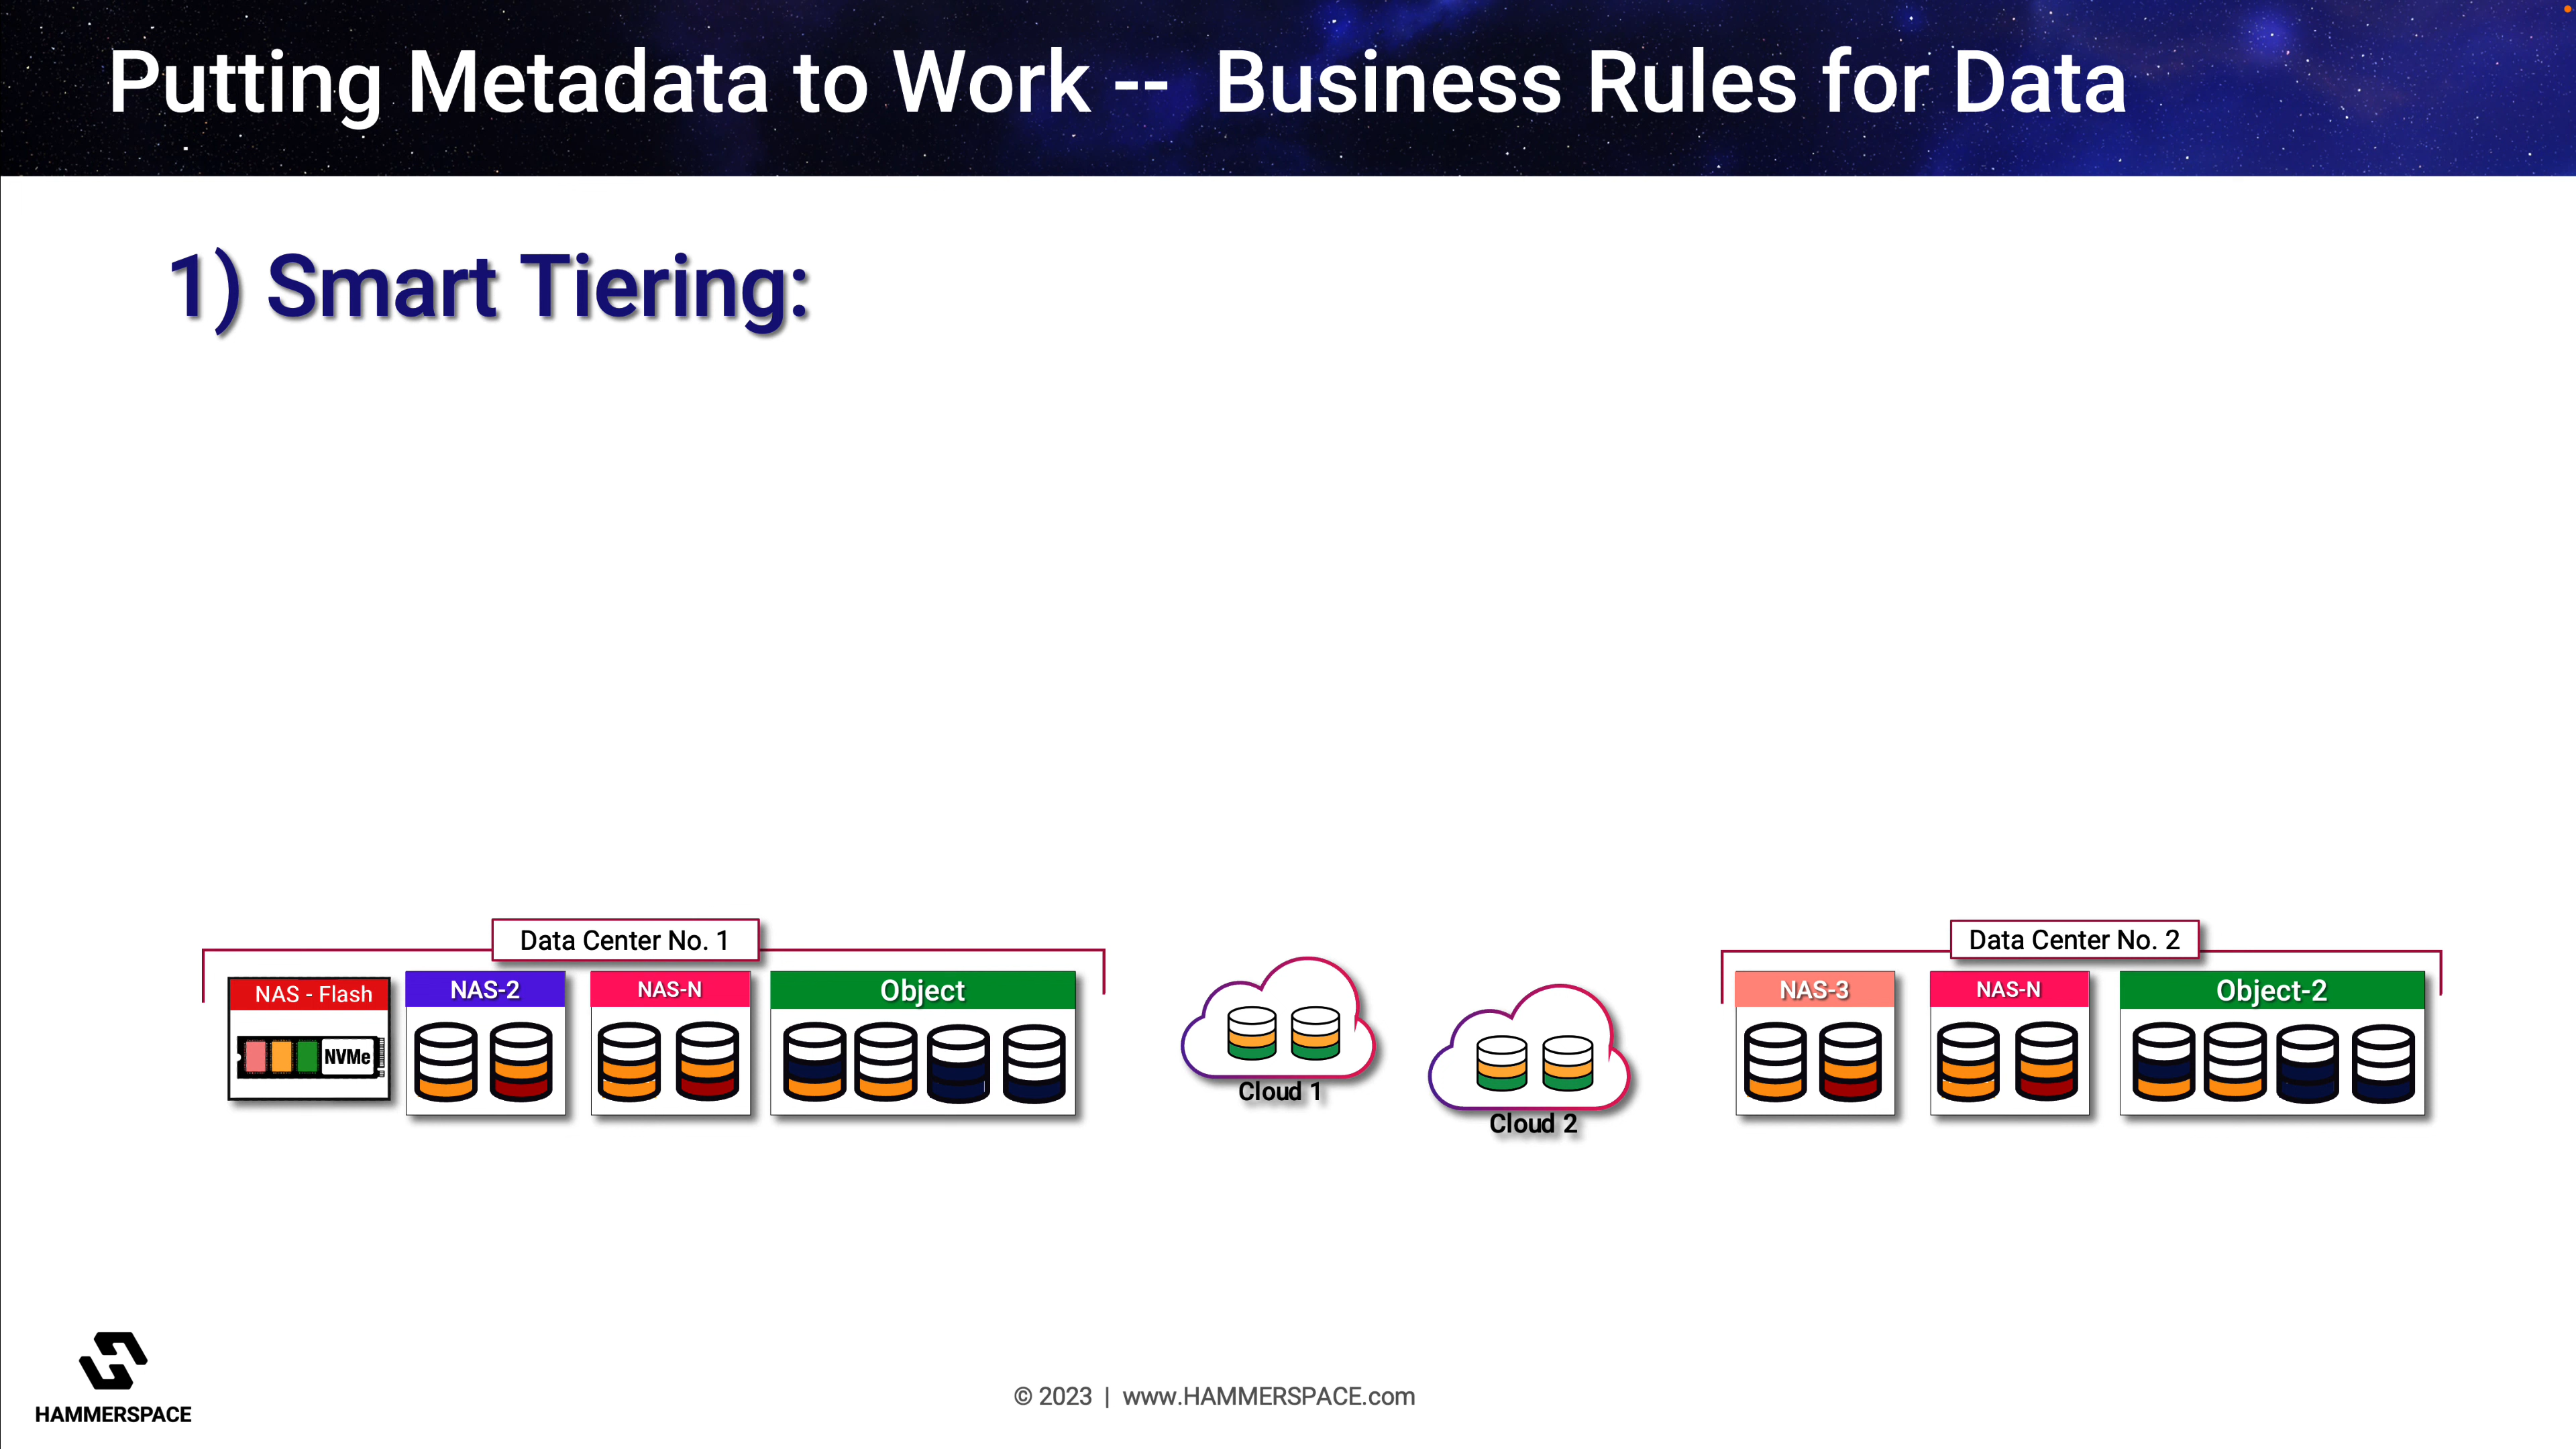 Putting Metadata to Work -- Business Rules for Data
1) Smart Tiering:
Data Center No. 1
NAS - Flash
NVMe
NAS-2
NAS-N
Object
Cloud 1
Cloud 2
Data Center No. 2
NAS-3
NAS-N
Object-2
HAMMERSPACE
© 2023 | www.HAMMERSPACE.com